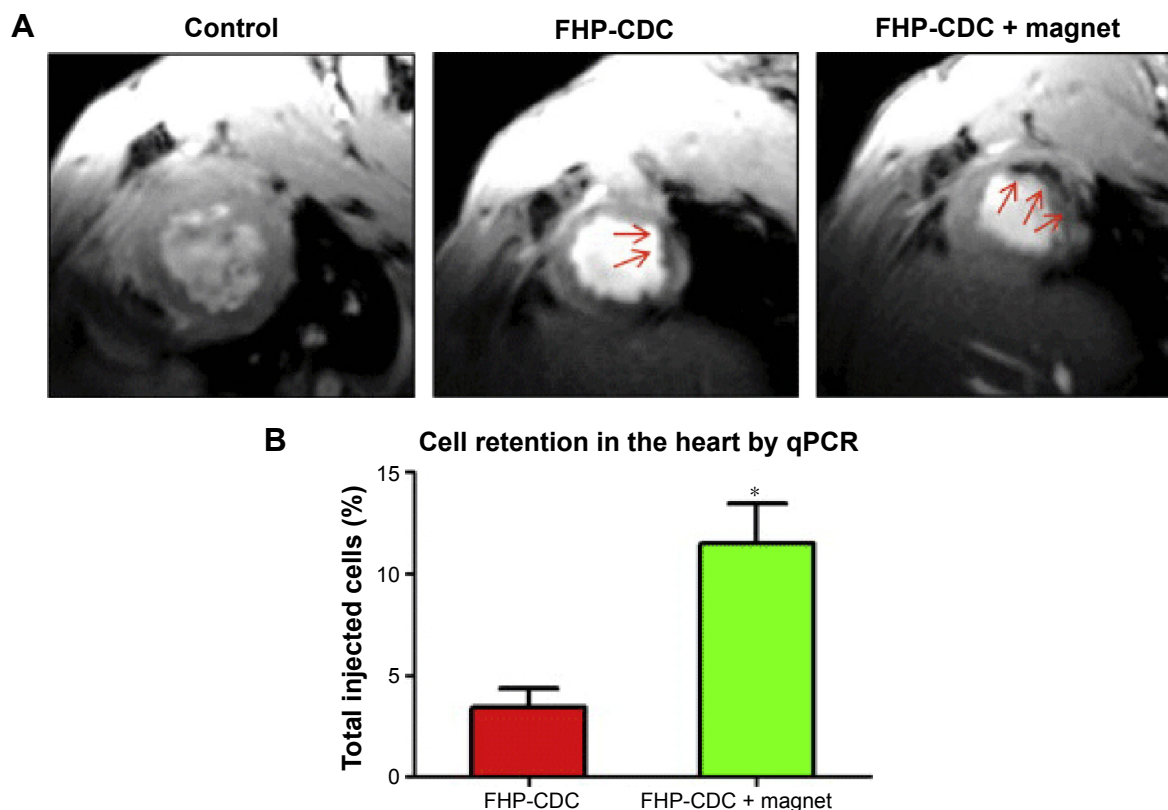 A
Control
FHP-CDC
FHP-CDC + magnet
B
Cell retention in the heart by qPCR
Total injected cells (%)
15
10
5
0
*
FHP-CDC
FHP-CDC + magnet